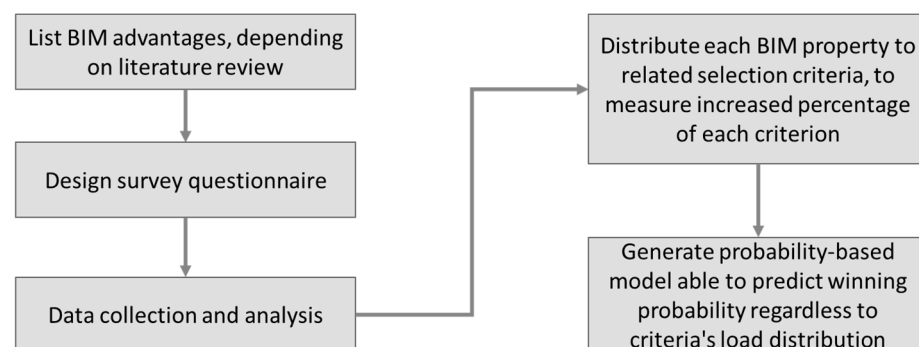 List BIM advantages, depending
on literature review
Design survey questionnaire
Data collection and analysis
Distribute each BIM property to
related selection criteria, to
measure increased percentage
of each criterion
Generate probability-based
model able to predict winning
probability regardless to
criteria's load distribution